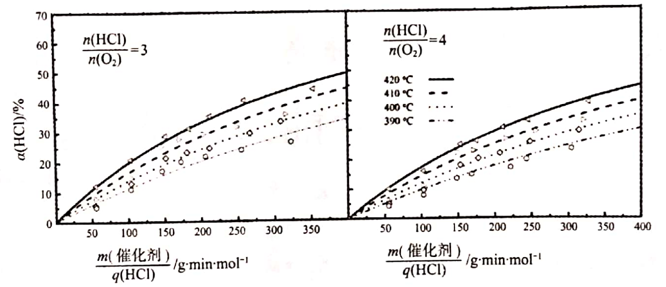 70
60
50
40
30
20
10
0
α(HCl)/%
n(HCl)/n(O₂)=3
50 100 150 200 250 300 350
m(催化剂)/q(HCl) /g·min·mol⁻¹
n(HCl)/n(O₂)=4
420 ℃
410 ℃
400 ℃
390 ℃
50 100 150 200 250 300 350 400
m(催化剂)/q(HCl) /g·min·mol⁻¹